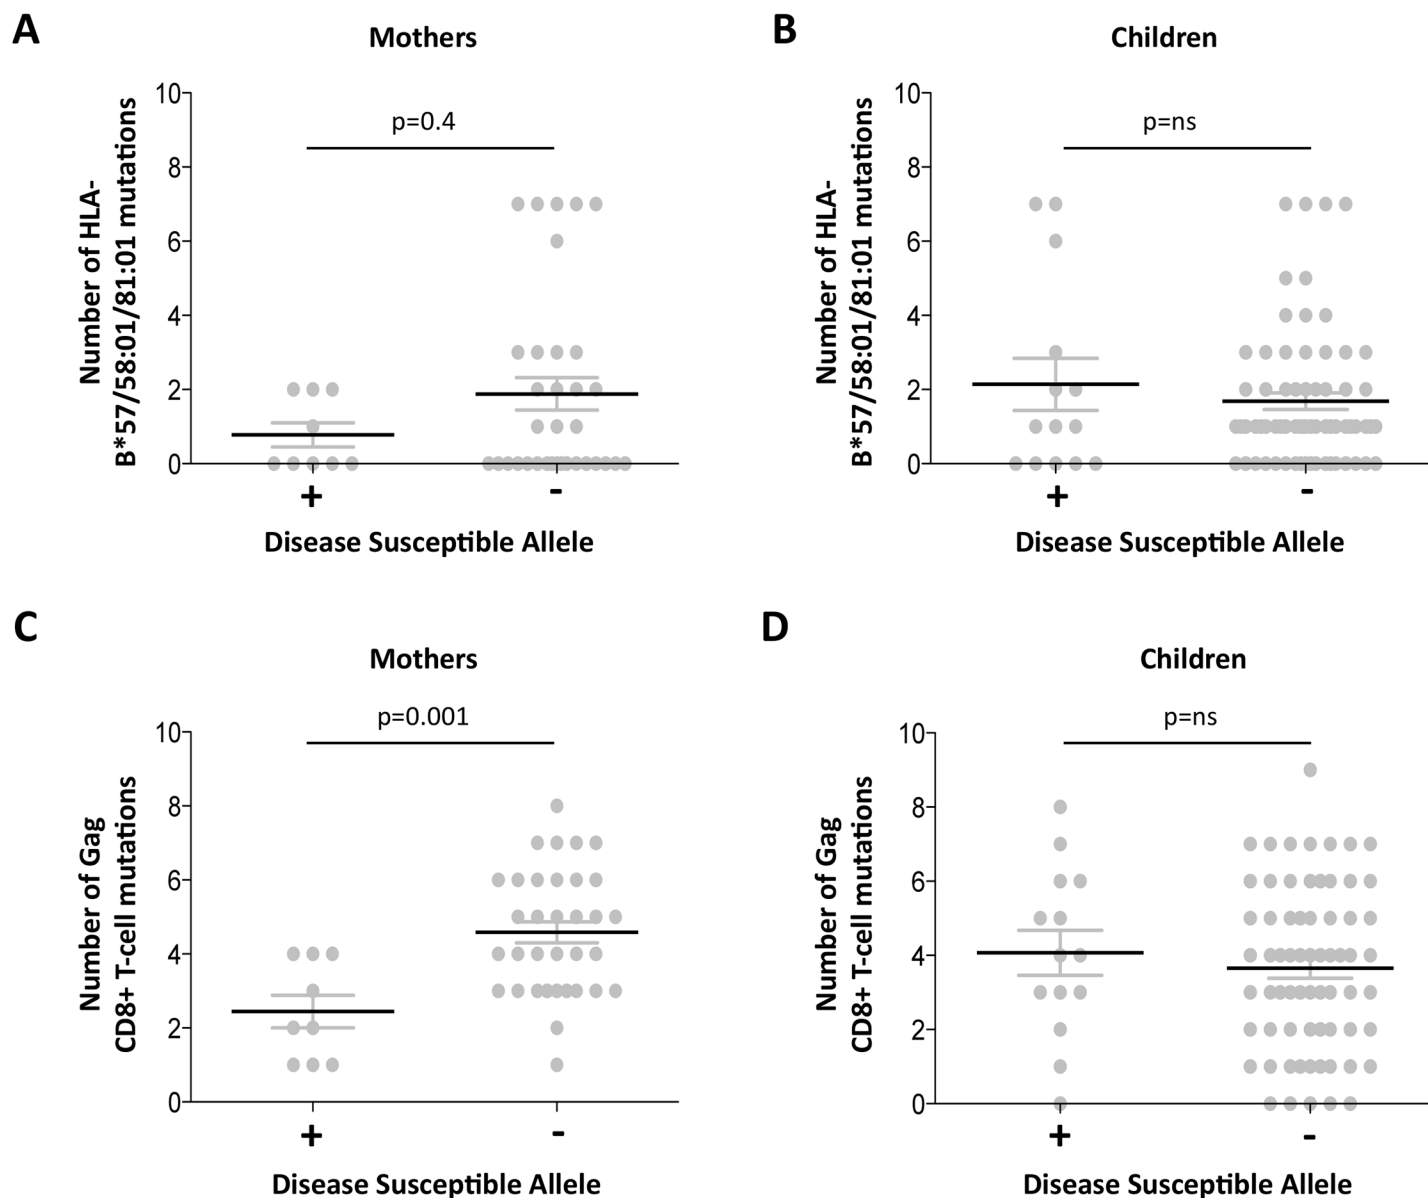 A
Mothers
Number of HLA-
B*57/58:01/81:01 mutations
10
8
6
4
2
0
p=0.4
+
-
Disease Susceptible Allele
B
Children
Number of HLA-
B*57/58:01/81:01 mutations
10
8
6
4
2
0
p=ns
+
-
Disease Susceptible Allele
C
Mothers
Number of Gag
CD8+ T-cell mutations
10
8
6
4
2
0
p=0.001
+
-
Disease Susceptible Allele
D
Children
Number of Gag
CD8+ T-cell mutations
10
8
6
4
2
0
p=ns
+
-
Disease Susceptible Allele